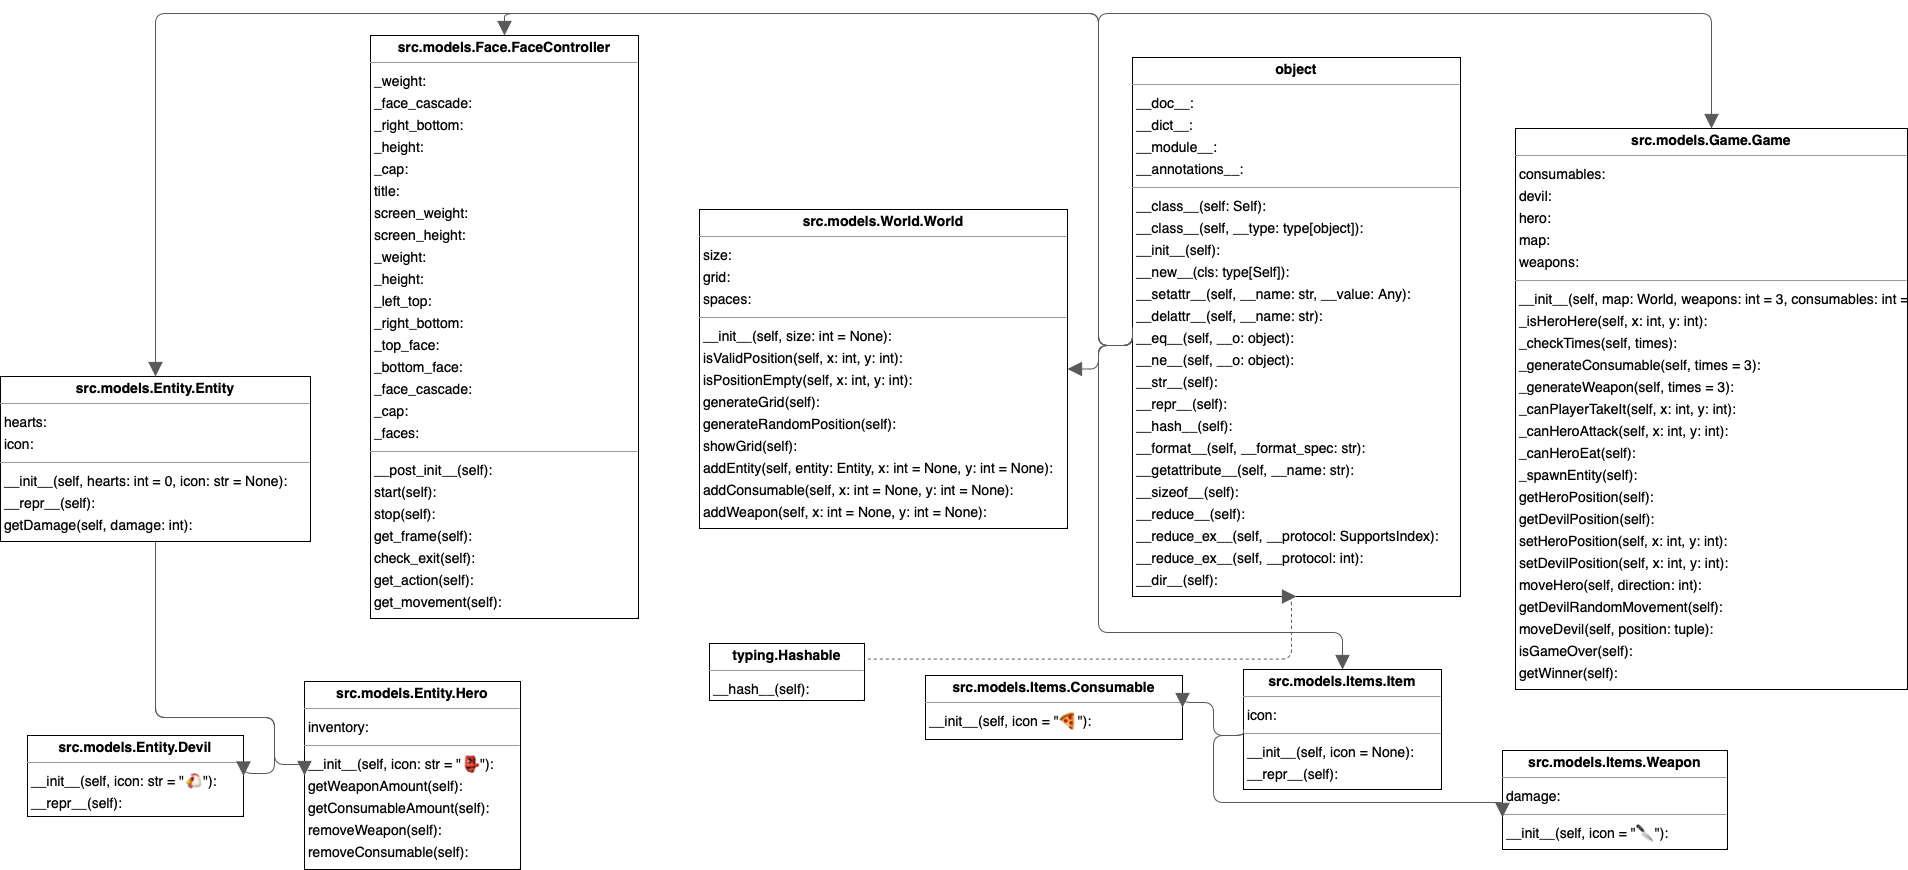 src.models.Face.FaceController
_weight:
_face_cascade:
_right_bottom:
_height:
_cap:
title:
screen_weight:
screen_height:
_weight:
_height:
_left_top:
_right_bottom:
_top_face:
_bottom_face:
_face_cascade:
_cap:
_faces:
__post_init__(self):
start(self):
stop(self):
get_frame(self):
check_exit(self):
get_action(self):
get_movement(self):
object
__doc__:
__dict__:
__module__:
__annotations__:
__class__(self: Self):
__class__(self, __type: type[object]):
__init__(self):
__new__(cls: type[Self]):
__setattr__(self, __name: str, __value: Any):
__delattr__(self, __name: str):
__eq__(self, __o: object):
__ne__(self, __o: object):
__str__(self):
__repr__(self):
__hash__(self):
__format__(self, __format_spec: str):
__getattribute__(self, __name: str):
__sizeof__(self):
__reduce__(self):
__reduce_ex__(self, __protocol: SupportsIndex):
__reduce_ex__(self, __protocol: int):
__dir__(self):
src.models.Game.Game
consumables:
devil:
hero:
map:
weapons:
__init__(self, map: World, weapons: int = 3, consumables: int =
_isHeroHere(self, x: int, y: int):
_checkTimes(self, times):
_generateConsumable(self, times = 3):
_generateWeapon(self, times = 3):
_canPlayerTakeIt(self, x: int, y: int):
_canHeroAttack(self, x: int, y: int):
_canHeroEat(self):
_spawnEntity(self):
getHeroPosition(self):
getDevilPosition(self):
setHeroPosition(self, x: int, y: int):
setDevilPosition(self, x: int, y: int):
moveHero(self, direction: int):
getDevilRandomMovement(self):
moveDevil(self, position: tuple):
isGameOver(self):
getWinner(self):
src.models.World.World
size:
grid:
spaces:
__init__(self, size: int = None):
isValidPosition(self, x: int, y: int):
isPositionEmpty(self, x: int, y: int):
generateGrid(self):
generateRandomPosition(self):
showGrid(self):
addEntity(self, entity: Entity, x: int = None, y: int = None):
addConsumable(self, x: int = None, y: int = None):
addWeapon(self, x: int = None, y: int = None):
src.models.Entity.Entity
hearts:
icon:
__init__(self, hearts: int = 0, icon: str = None):
__repr__(self):
getDamage(self, damage: int):
typing.Hashable
__hash__(self):
src.models.Items.Consumable
__init__(self, icon = "🍕"):
src.models.Items.Item
icon:
__init__(self, icon = None):
__repr__(self):
src.models.Entity.Hero
inventory:
__init__(self, icon: str = "👺"):
getWeaponAmount(self):
getConsumableAmount(self):
removeWeapon(self):
removeConsumable(self):
src.models.Entity.Devil
__init__(self, icon: str = "🐔"):
__repr__(self):
src.models.Items.Weapon
damage:
__init__(self, icon = "🔪"):